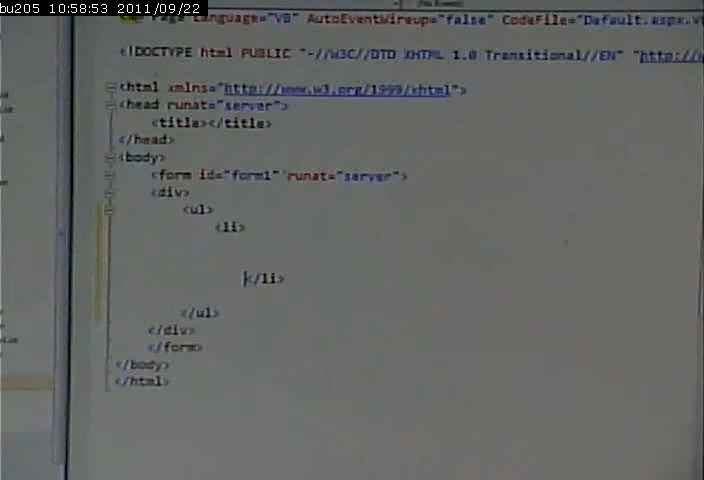 bu205 10:58:53 2011/09/22
Page Language="VB" AutoEventWireup="false" CodeFile="Default.aspx.v
<!DOCTYPE html PUBLIC "-//W3C//DTD XHTML 1.0 Transitional//EN" "http://
<html xmlns="http://www.w3.org/1999/xhtml">
<head runat="server">
<title></title>
</head>
<body>
<form id="form1" runat="server">
<div>
<ul>
<li>
</li>
</ul>
</div>
</form>
</body>
</html>